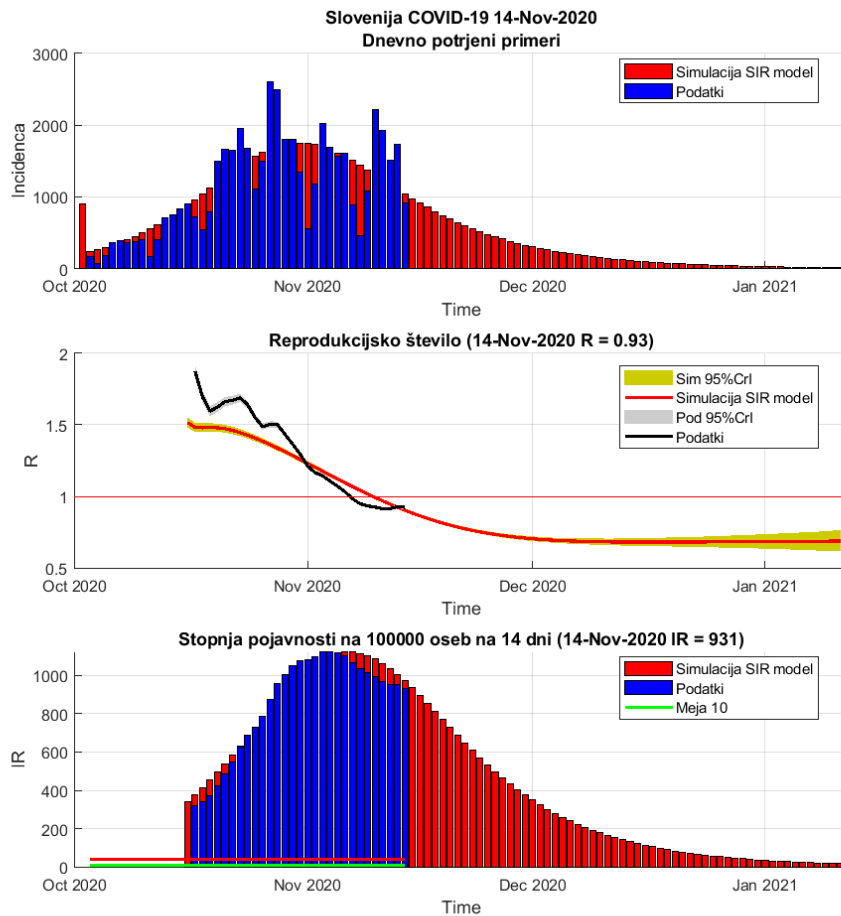 Slovenija COVID-19 14-Nov-2020
Dnevno potrjeni primeri
3000
2000
1000
0
Incidenca
Simulacija SIR model
Podatki
Oct 2020 Nov 2020 Dec 2020 Jan 2021
Time
Reprodukcijsko število (14-Nov-2020 R = 0.93)
2
1.5
1
0.5
R
Sim 95%CrI
Simulacija SIR model
Pod 95%CrI
Podatki
Oct 2020 Nov 2020 Dec 2020 Jan 2021
Time
Stopnja pojavnosti na 100000 oseb na 14 dni (14-Nov-2020 IR = 931)
1000
800
600
400
200
0
IR
Simulacija SIR model
Podatki
Meja 10
Oct 2020 Nov 2020 Dec 2020 Jan 2021
Time